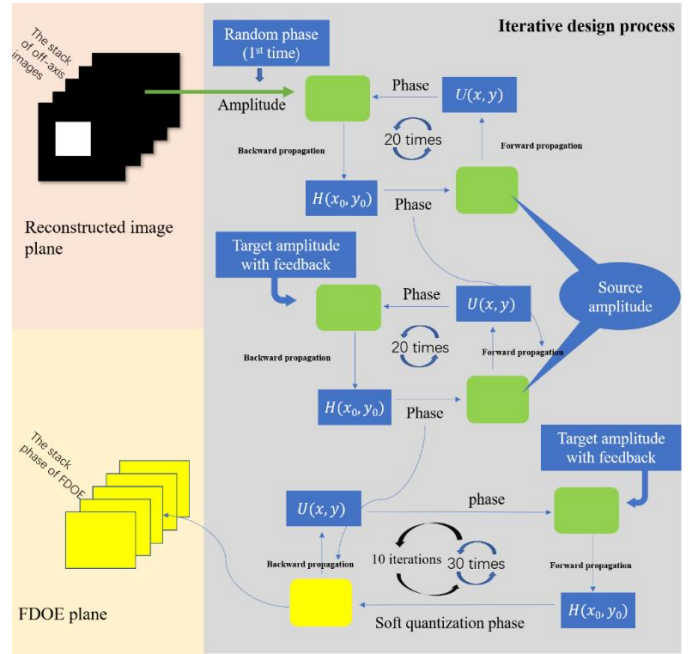 Iterative design process
The stack
of off-axis
images
Random phase
(1st time)
Amplitude
Phase
U(x, y)
20 times
Backward propagation
Forward propagation
H(x₀, y₀)
Phase
Reconstructed image
plane
Target amplitude
with feedback
Source
amplitude
Phase
U(x, y)
20 times
Backward propagation
Forward propagation
H(x₀, y₀)
Phase
Target amplitude
with feedback
The stack
phase of FDOE
U(x, y)
phase
10 iterations
30 times
Backward propagation
Forward propagation
H(x₀, y₀)
Soft quantization phase
FDOE plane